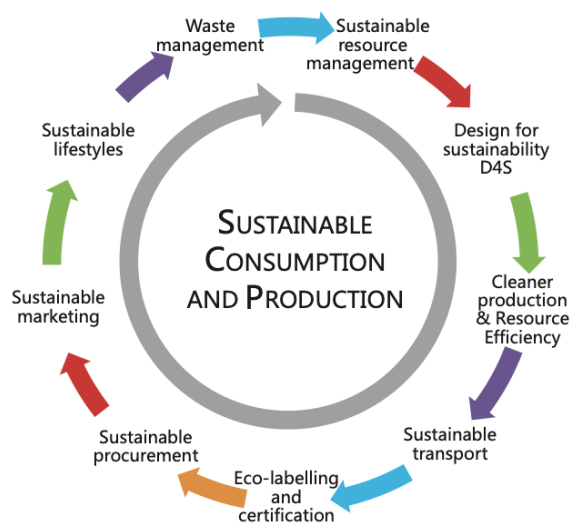 Waste
management
Sustainable
resource
management
Design for
sustainability
D4S
Cleaner
production
& Resource
Efficiency
Sustainable
transport
Eco-labelling
and
certification
Sustainable
procurement
Sustainable
marketing
Sustainable
lifestyles
SUSTAINABLE
CONSUMPTION
AND PRODUCTION